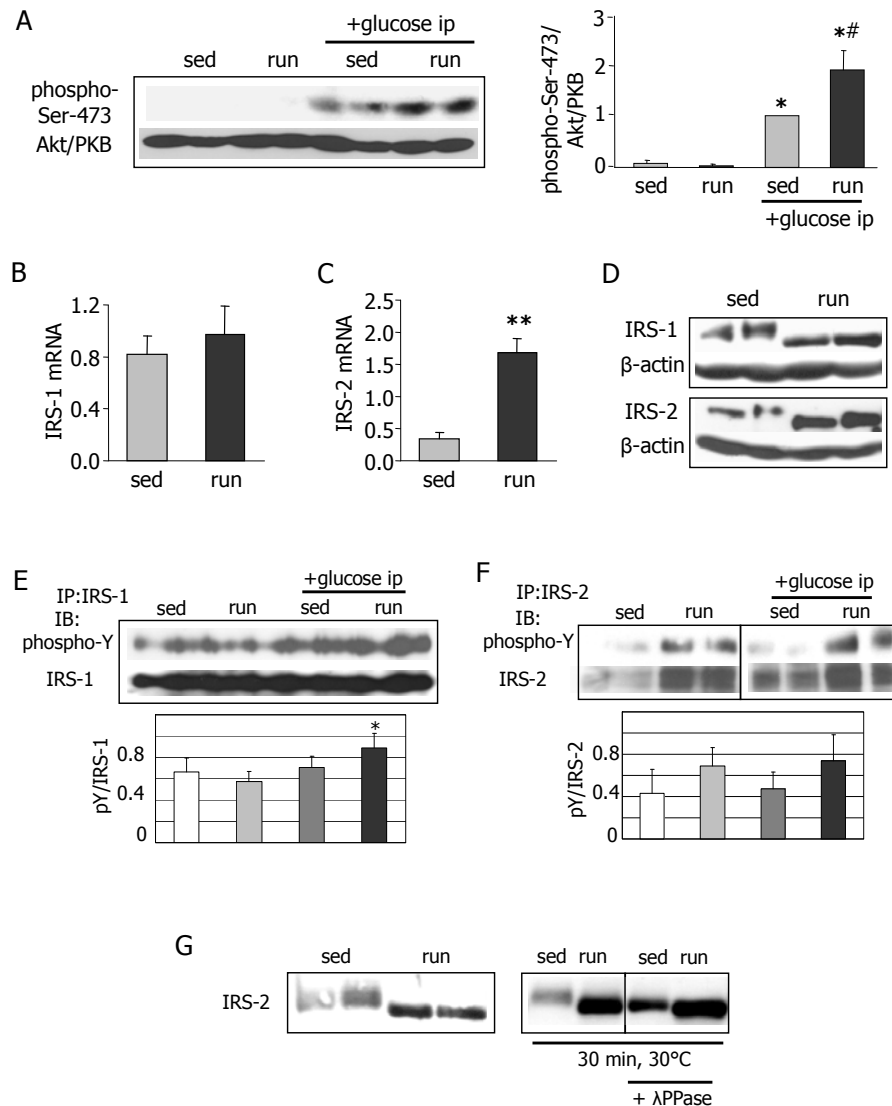 A
+glucose ip
sed run sed run
phospho-
Ser-473
Akt/PKB
phospho-Ser-473/
Akt/PKB
3
2
1
0
*
*#
sed run sed run
+glucose ip
B
IRS-1 mRNA
1.2
0.8
0.4
0.0
sed run
C
IRS-2 mRNA
2.5
2.0
1.5
1.0
0.5
0.0
**
sed run
D
sed run
IRS-1
β-actin
IRS-2
β-actin
E
+glucose ip
IP:IRS-1
IB:
sed run sed run
phospho-Y
IRS-1
pY/IRS-1
0.8
0.4
0
*
F
+glucose ip
IP:IRS-2
IB:
sed run sed run
phospho-Y
IRS-2
pY/IRS-2
0.8
0.4
0
G
sed run
IRS-2
sed run sed run
30 min, 30°C
+ λPPase